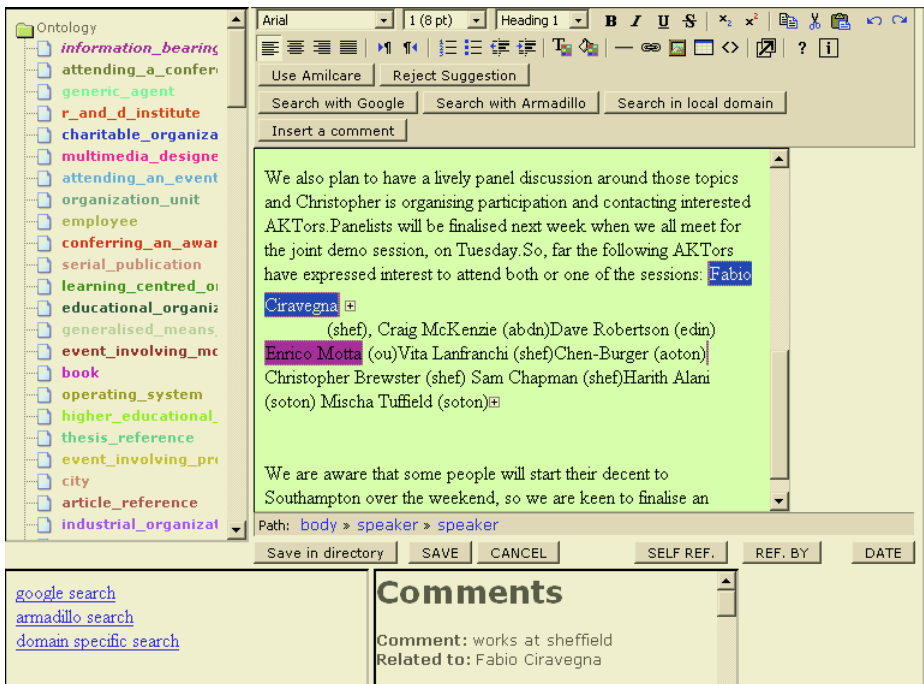 Ontology
information_bearing
attending_a_confer
generic_agent
r_and_d_institute
charitable_organiza
multimedia_designe
attending_an_event
organization_unit
employee
conferring_an_awar
serial_publication
learning_centred_o
educational_organiz
generalised_means_
event_involving_mo
book
operating_system
higher_educational_
thesis_reference
event_involving_pro
city
article_reference
industrial_organizat
Arial 1 (8 pt) Heading 1 B I U S
Use Amilcare Reject Suggestion
Search with Google Search with Armadillo Search in local domain
Insert a comment
We also plan to have a lively panel discussion around those topics
and Christopher is organising participation and contacting interested
AKTors.Panelists will be finalised next week when we all meet for
the joint demo session, on Tuesday.So, far the following AKTors
have expressed interest to attend both or one of the sessions: Fabio
Ciravegna
(shef), Craig McKenzie (abdn)Dave Robertson (edin)
Enrico Motta (ou)Vita Lanfranchi (shef)Chen-Burger (aoton)
Christopher Brewster (shef) Sam Chapman (shef)Harith Alani
(soton) Mischa Tuffield (soton)
We are aware that some people will start their decent to
Southampton over the weekend, so we are keen to finalise an
Path: body » speaker » speaker
Save in directory SAVE CANCEL SELF REF. REF. BY DATE
google search
armadillo search
domain specific search
Comments
Comment: works at sheffield
Related to: Fabio Ciravegna